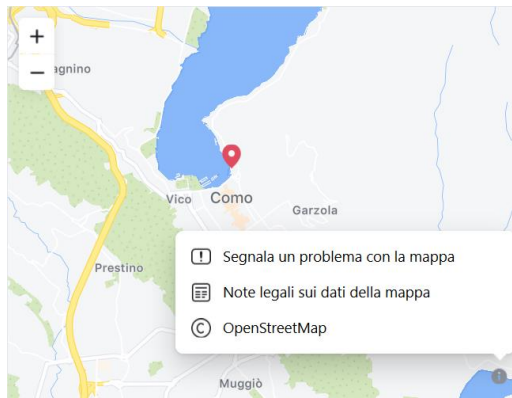 +
−
agnino
Vico
Como
Garzola
Prestino
Segnala un problema con la mappa
Note legali sui dati della mappa
OpenStreetMap
Muggiò